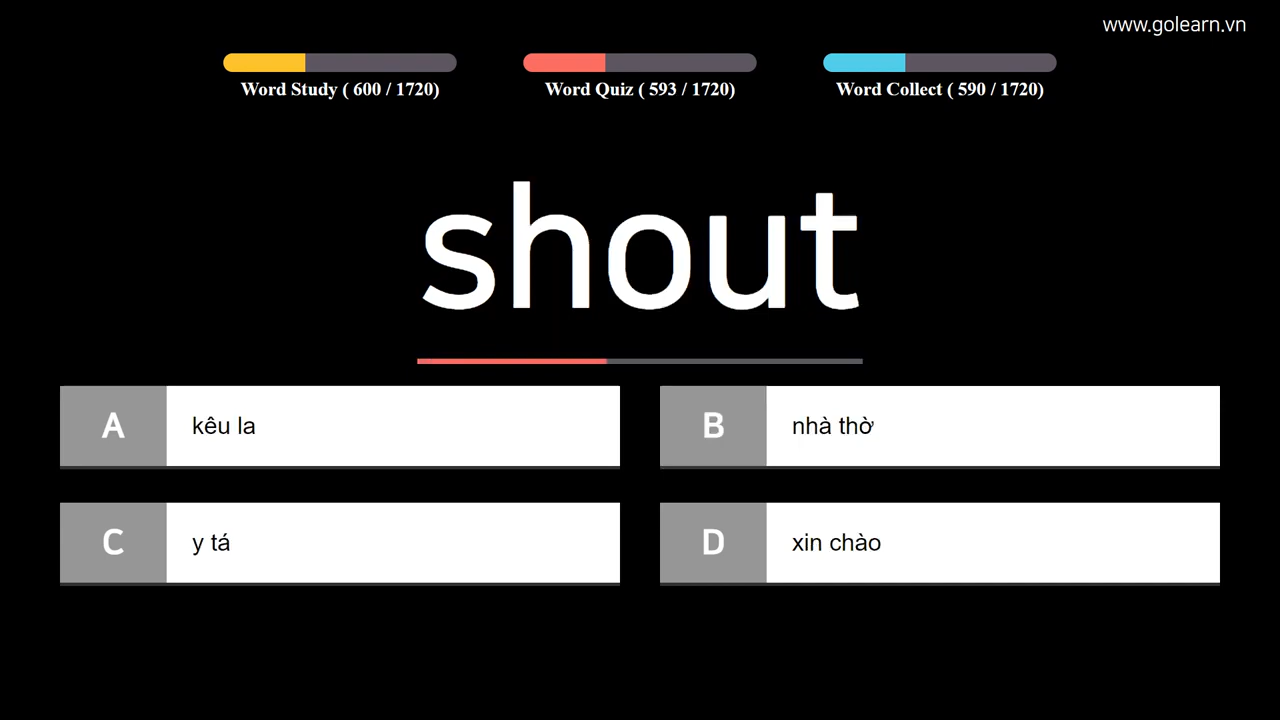 www.golearn.vn
Word Study ( 600 / 1720)
Word Quiz ( 593 / 1720)
Word Collect ( 590 / 1720)
shout
A kêu la
B nhà thờ
C y tá
D xin chào